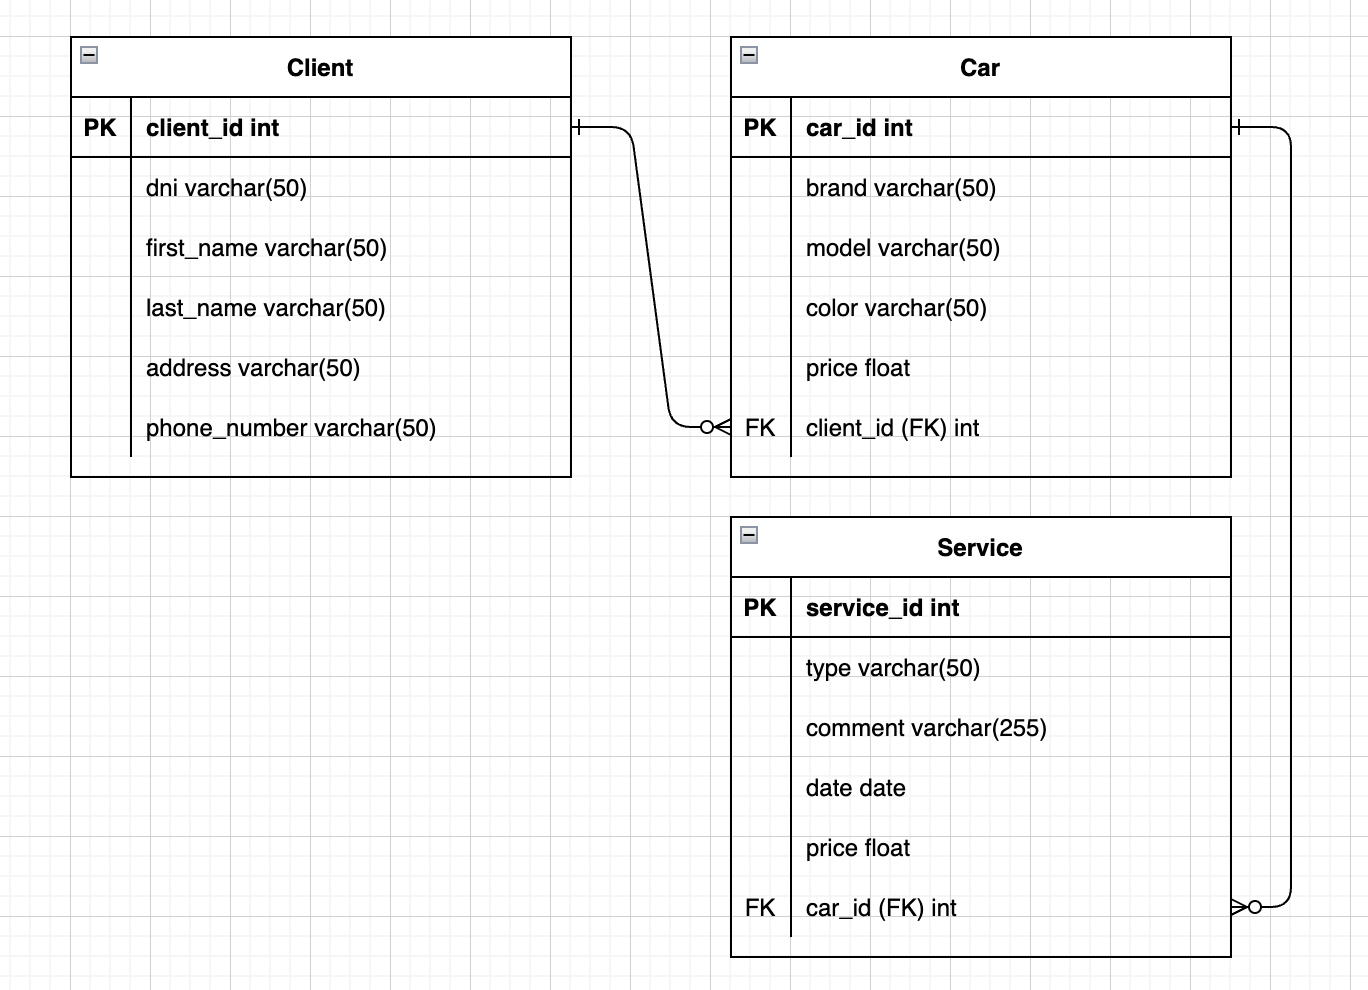 Client
PK client_id int
dni varchar(50)
first_name varchar(50)
last_name varchar(50)
address varchar(50)
phone_number varchar(50)
Car
PK car_id int
brand varchar(50)
model varchar(50)
color varchar(50)
price float
FK client_id (FK) int
Service
PK service_id int
type varchar(50)
comment varchar(255)
date date
price float
FK car_id (FK) int